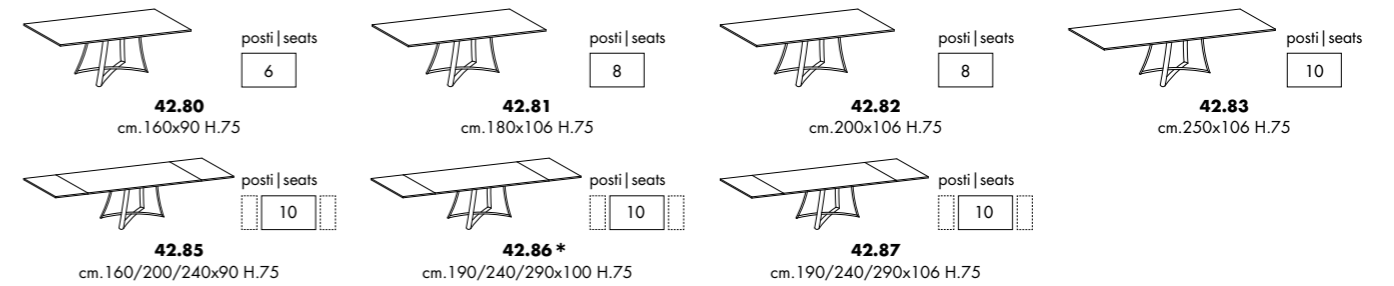 posti|seats
6
42.80
cm.160x90 H.75
posti|seats
8
42.81
cm.180x106 H.75
posti|seats
8
42.82
cm.200x106 H.75
posti|seats
10
42.83
cm.250x106 H.75
posti|seats
10
42.85
cm.160/200/240x90 H.75
posti|seats
10
42.86 *
cm.190/240/290x100 H.75
posti|seats
10
42.87
cm.190/240/290x106 H.75